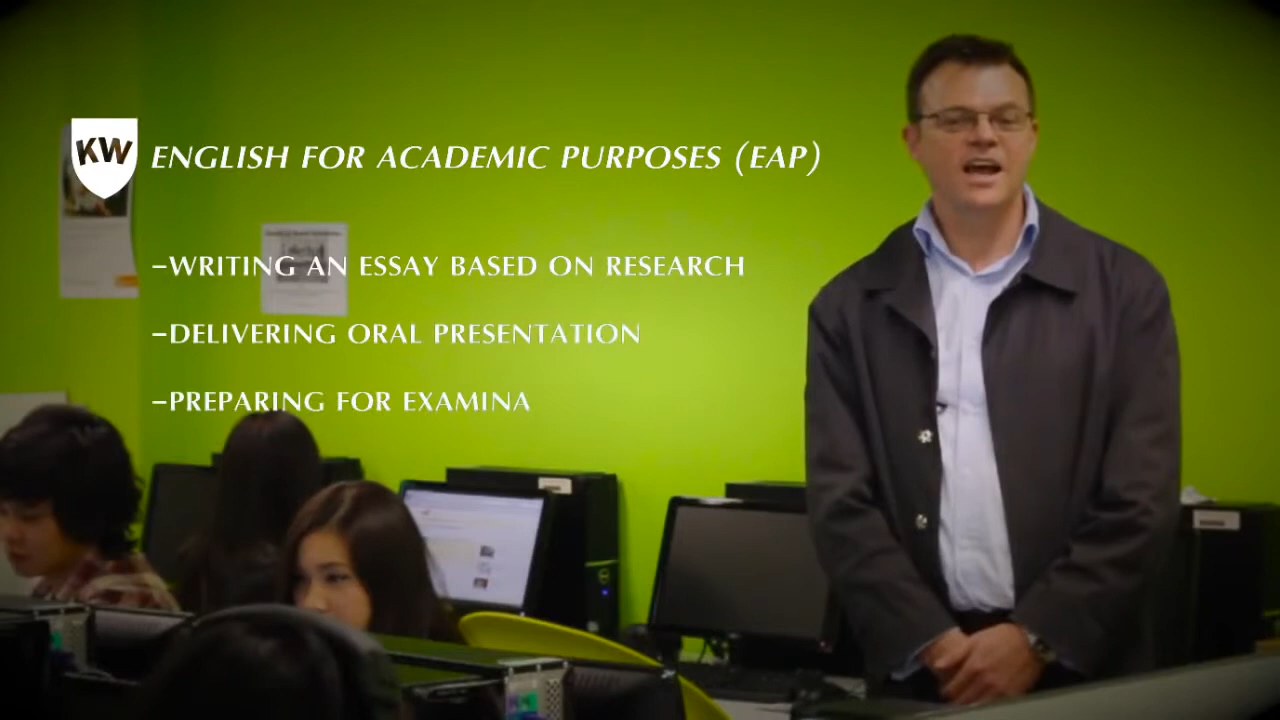 KW
ENGLISH FOR ACADEMIC PURPOSES (EAP)
-WRITING AN ESSAY BASED ON RESEARCH
-DELIVERING ORAL PRESENTATION
-PREPARING FOR EXAMINA